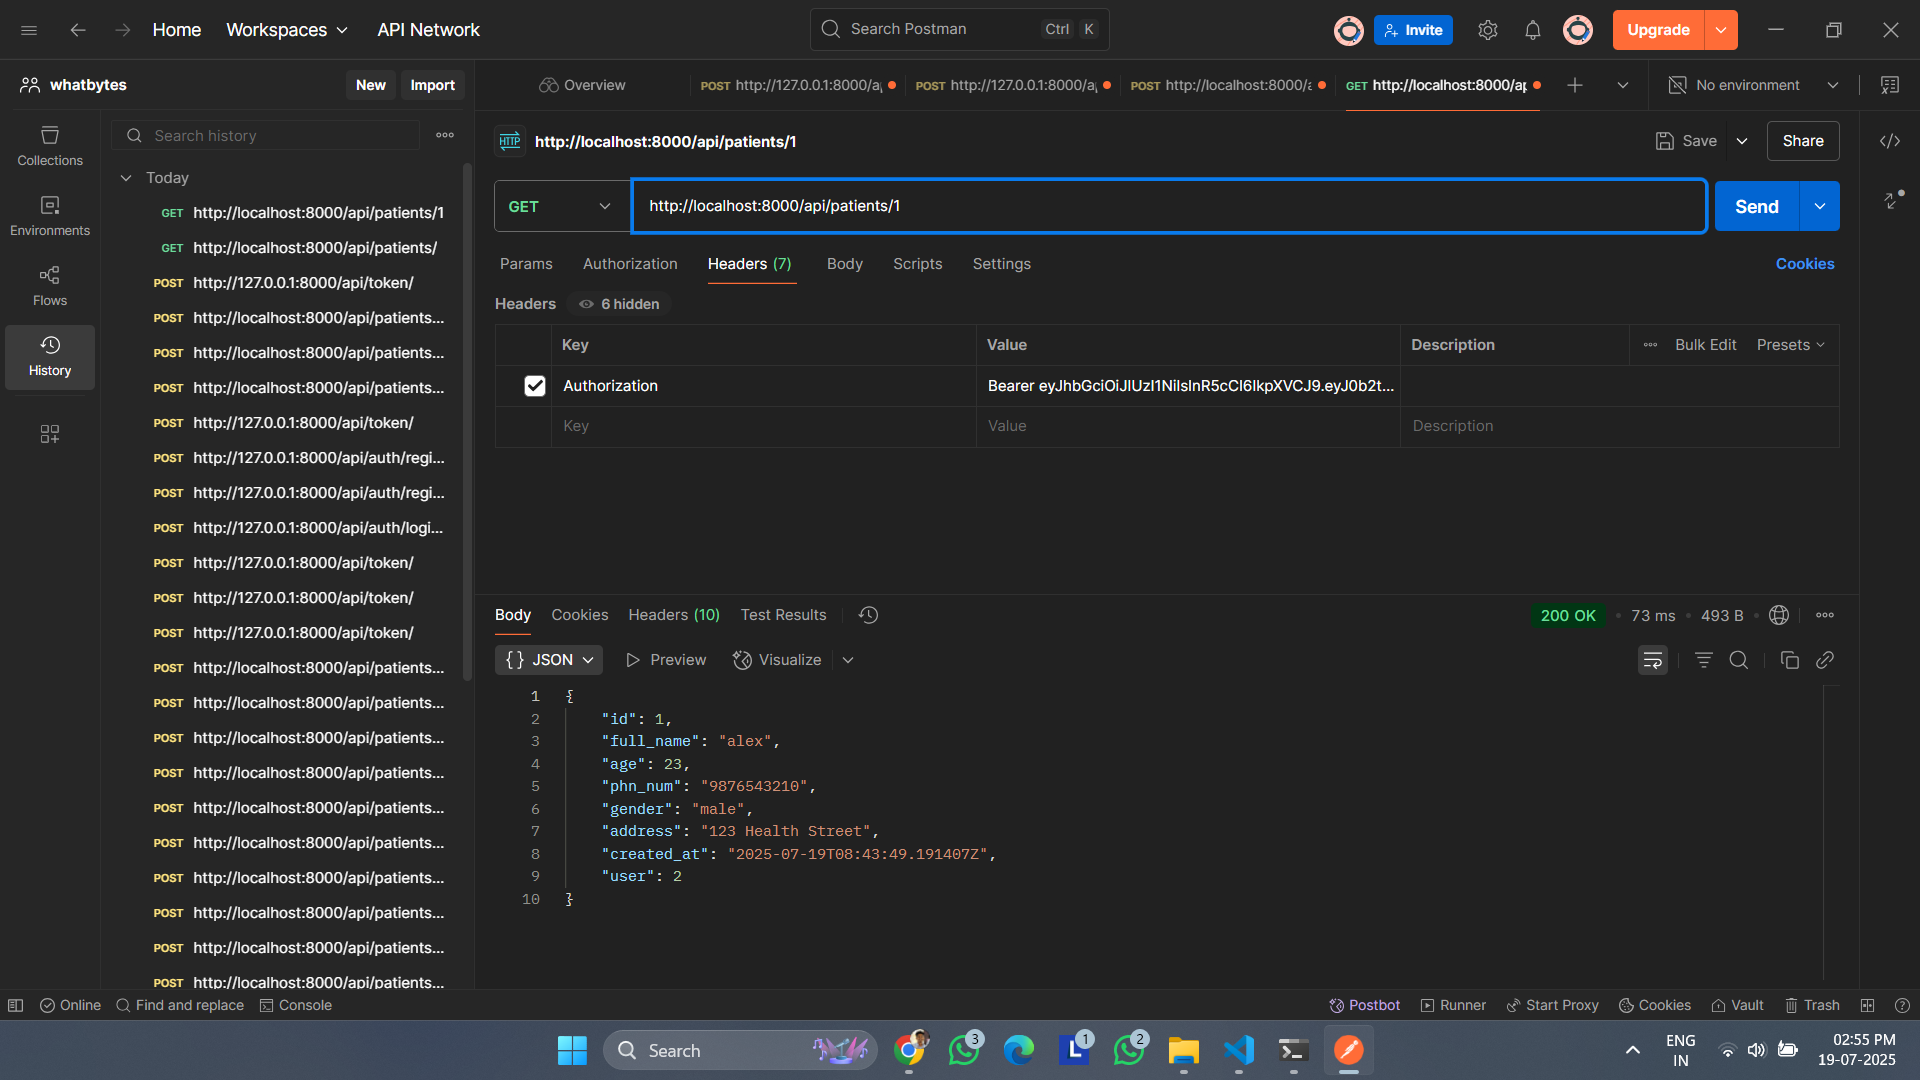 Home Workspaces API Network Search Postman Ctrl K Invite Upgrade
whatbytes New Import
Overview POST http://127.0.0.1:8000/a POST http://127.0.0.1:8000/a POST http://localhost:8000/a GET http://localhost:8000/ap No environment
Collections
Environments
Flows
History
Search history
Today
GET http://localhost:8000/api/patients/1
GET http://localhost:8000/api/patients/
POST http://127.0.0.1:8000/api/token/
POST http://localhost:8000/api/patients...
POST http://localhost:8000/api/patients...
POST http://localhost:8000/api/patients...
POST http://127.0.0.1:8000/api/token/
POST http://127.0.0.1:8000/api/auth/regi...
POST http://127.0.0.1:8000/api/auth/regi...
POST http://127.0.0.1:8000/api/auth/logi...
POST http://127.0.0.1:8000/api/token/
POST http://127.0.0.1:8000/api/token/
POST http://127.0.0.1:8000/api/token/
POST http://localhost:8000/api/patients...
POST http://localhost:8000/api/patients...
POST http://localhost:8000/api/patients...
POST http://localhost:8000/api/patients...
POST http://localhost:8000/api/patients...
POST http://localhost:8000/api/patients...
POST http://localhost:8000/api/patients...
POST http://localhost:8000/api/patients...
POST http://localhost:8000/api/patients...
POST http://localhost:8000/api/patients...
HTTP http://localhost:8000/api/patients/1 Save Share
GET http://localhost:8000/api/patients/1 Send
Params Authorization Headers (7) Body Scripts Settings Cookies
Headers 6 hidden
Key Value Description Bulk Edit Presets
Authorization Bearer eyJhbGciOiJIUzI1NiIsInR5cCI6IkpXVCJ9.eyJ0b2t...
Key Value Description
Body Cookies Headers (10) Test Results 200 OK 73 ms 493 B
{} JSON Preview Visualize
1 {
2 "id": 1,
3 "full_name": "alex",
4 "age": 23,
5 "phn_num": "9876543210",
6 "gender": "male",
7 "address": "123 Health Street",
8 "created_at": "2025-07-19T08:43:49.191407Z",
9 "user": 2
10 }
Online Find and replace Console Postbot Runner Start Proxy Cookies Vault Trash
Search 3 L 1 2 ENG 02:55 PM
IN 19-07-2025